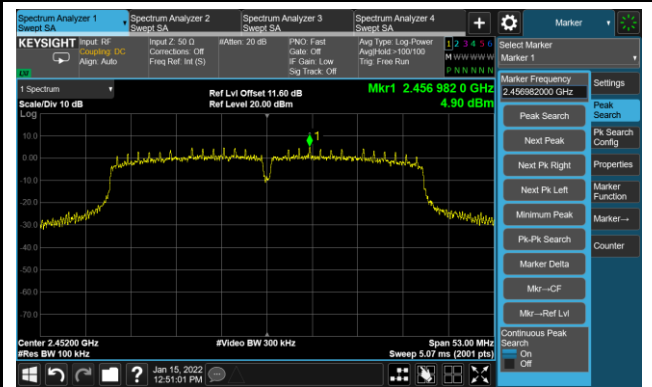 Spectrum Analyzer 1
Swept SA
Spectrum Analyzer 2
Swept SA
Spectrum Analyzer 3
Swept SA
Spectrum Analyzer 4
Swept SA
+
Marker
KEYSIGHT
Input: RF
Coupling: DC
Align: Auto
Input Z: 50 Ω
Corrections: Off
Freq Ref: Int (S)
#Atten: 20 dB
PNO: Fast
Gate: Off
IF Gain: Low
Sig Track: Off
Avg Type: Log-Power
Avg|Hold:>100/100
Trig: Free Run
1 2 3 4 5 6
M W W W W W
P N N N N N
LXI
Select Marker
Marker 1
1 Spectrum
Scale/Div 10 dB
Log
Ref Lvl Offset 11.60 dB
Ref Level 20.00 dBm
Mkr1 2.456 982 0 GHz
4.90 dBm
1
10.0
0.00
-10.0
-20.0
-30.0
-40.0
-50.0
-60.0
-70.0
Center 2.45200 GHz
#Res BW 100 kHz
#Video BW 300 kHz
Span 53.00 MHz
Sweep 5.07 ms (2001 pts)
Marker Frequency
2.456982000 GHz
Peak Search
Next Peak
Next Pk Right
Next Pk Left
Minimum Peak
Pk-Pk Search
Marker Delta
Mkr→CF
Mkr→Ref Lvl
Continuous Peak
Search
On
Off
Settings
Peak
Search
Pk Search
Config
Properties
Marker
Function
Marker→
Counter
?
Jan 15, 2022
12:51:01 PM